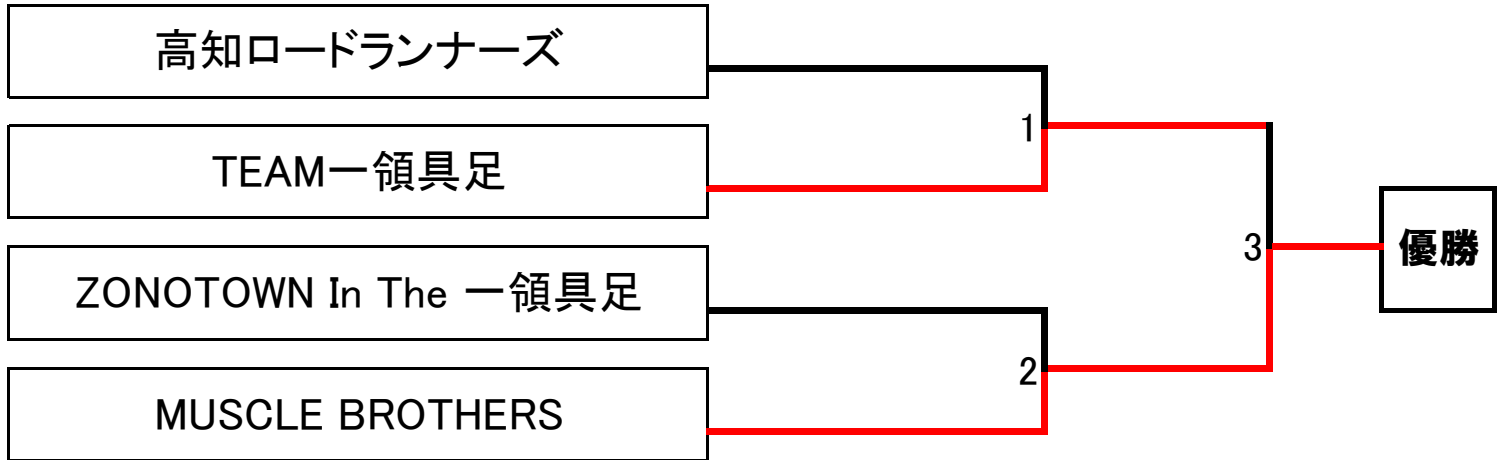 高知ロードランナーズ
1
TEAM一領具足
3
優勝
ZONOTOWN In The 一領具足
2
MUSCLE BROTHERS